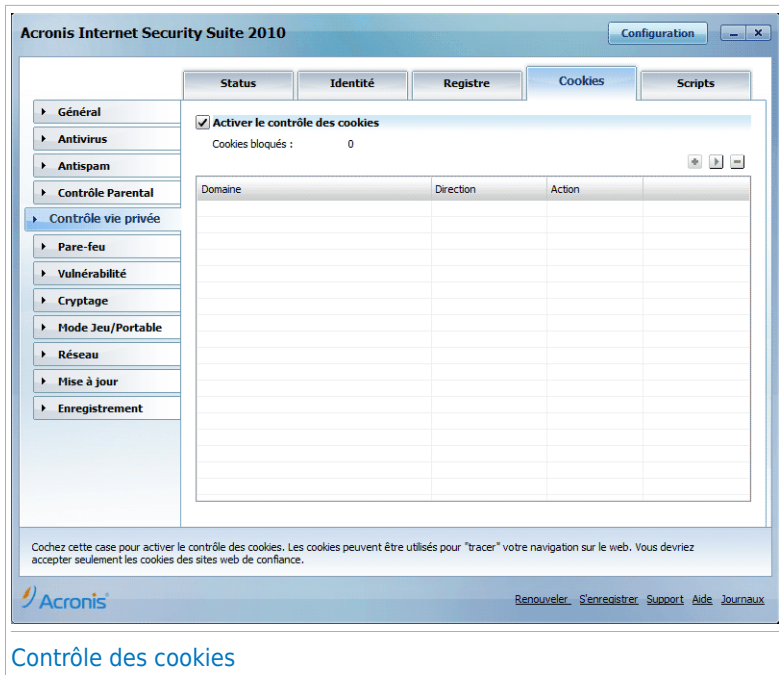 Acronis Internet Security Suite 2010
Configuration
Status
Identité
Registre
Cookies
Scripts
Général
Antivirus
Antispam
Contrôle Parental
Contrôle vie privée
Pare-feu
Vulnérabilité
Cryptage
Mode Jeu/Portable
Réseau
Mise à jour
Enregistrement
Activer le contrôle des cookies
Cookies bloqués : 0
Domaine Direction Action
Cochez cette case pour activer le contrôle des cookies. Les cookies peuvent être utilisés pour "tracer" votre navigation sur le web. Vous devriez
accepter seulement les cookies des sites web de confiance.
Acronis
Renouveler S'enregistrer Support Aide Journaux
Contrôle des cookies